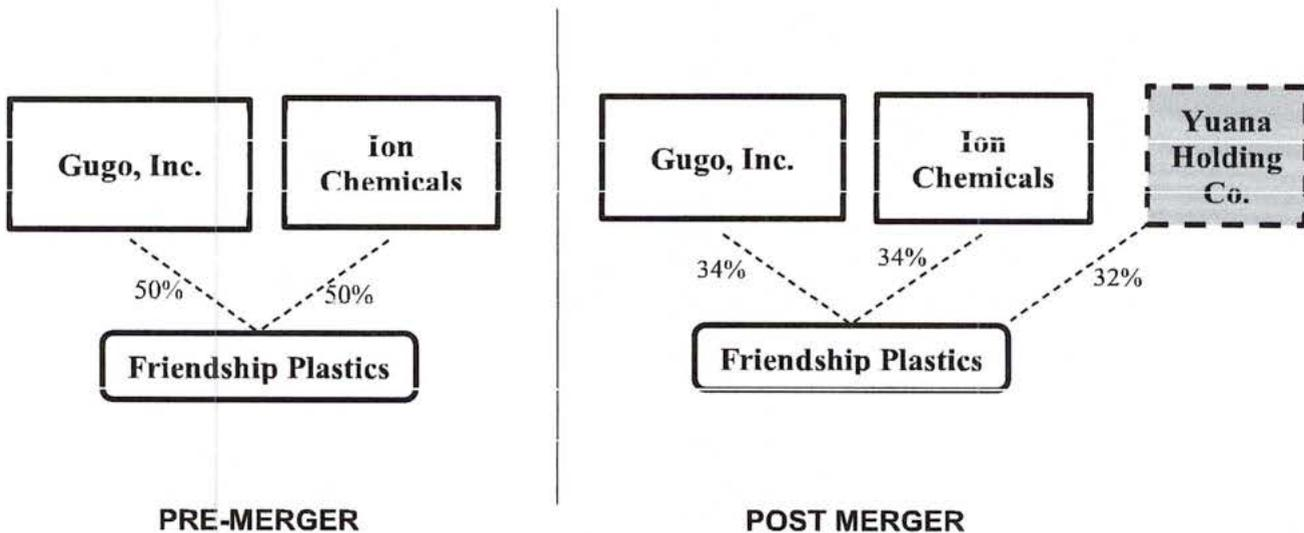 Gugo, Inc.
Ion
Chemicals
50%
50%
Friendship Plastics
PRE-MERGER
Gugo, Inc.
Ion
Chemicals
Yuana
Holding
Co.
34%
34%
32%
Friendship Plastics
POST MERGER